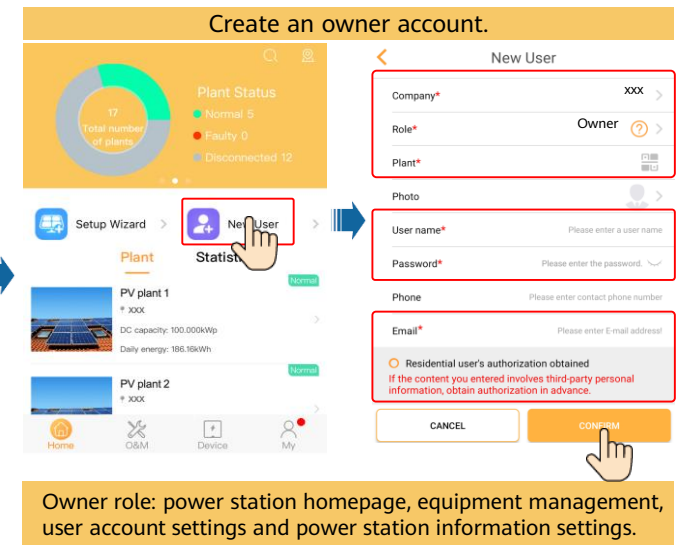 Create an owner account.
Plant Status
17
Total number
of plants
Normal 5
Faulty 0
Disconnected 12
Setup Wizard
New User
Plant
Statisti
Normal
PV plant 1
XXX
DC capacity: 100.000kWp
Daily energy: 186.16kWh
Normal
PV plant 2
XXX
Home
O&M
Device
My
New User
Company*
xxx
Role*
Owner
?
Plant*
Photo
User name*
Please enter a user name
Password*
Please enter the password.
Phone
Please enter contact phone number
Email*
Please enter E-mail address!
Residential user's authorization obtained
If the content you entered involves third-party personal
information, obtain authorization in advance.
CANCEL
CONFIRM
Owner role: power station homepage, equipment management,
user account settings and power station information settings.